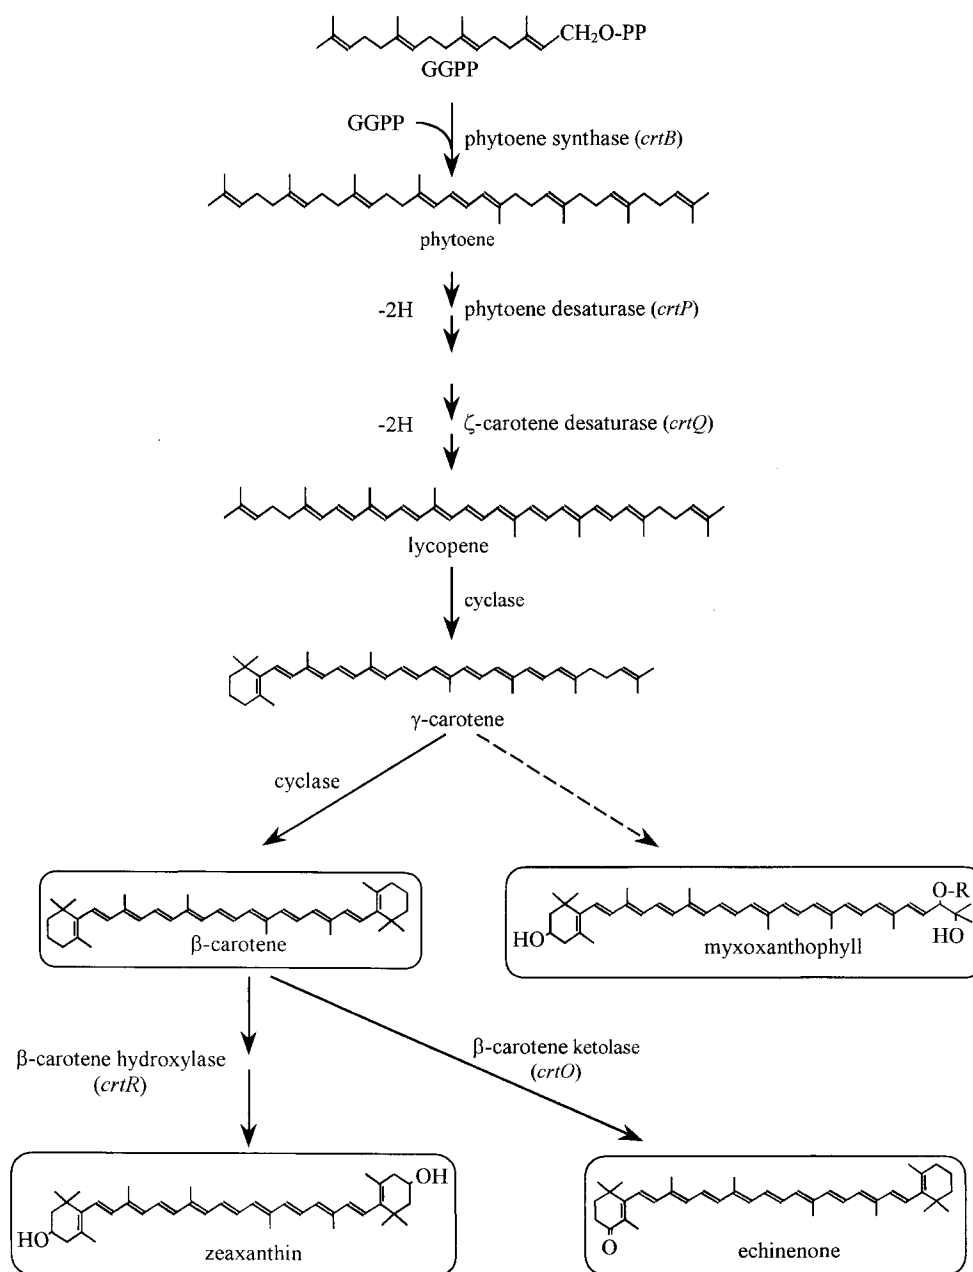 CH2O-PP
GGPP
GGPP
phytoene synthase (crtB)
phytoene
-2H phytoene desaturase (crtP)
-2H ζ-carotene desaturase (crtQ)
lycopene
cyclase
γ-carotene
cyclase
O-R
HO
HO
β-carotene
myxoxanthophyll
β-carotene hydroxylase
(crtR)
β-carotene ketolase
(crtO)
OH
HO
zeaxanthin
O
echinenone